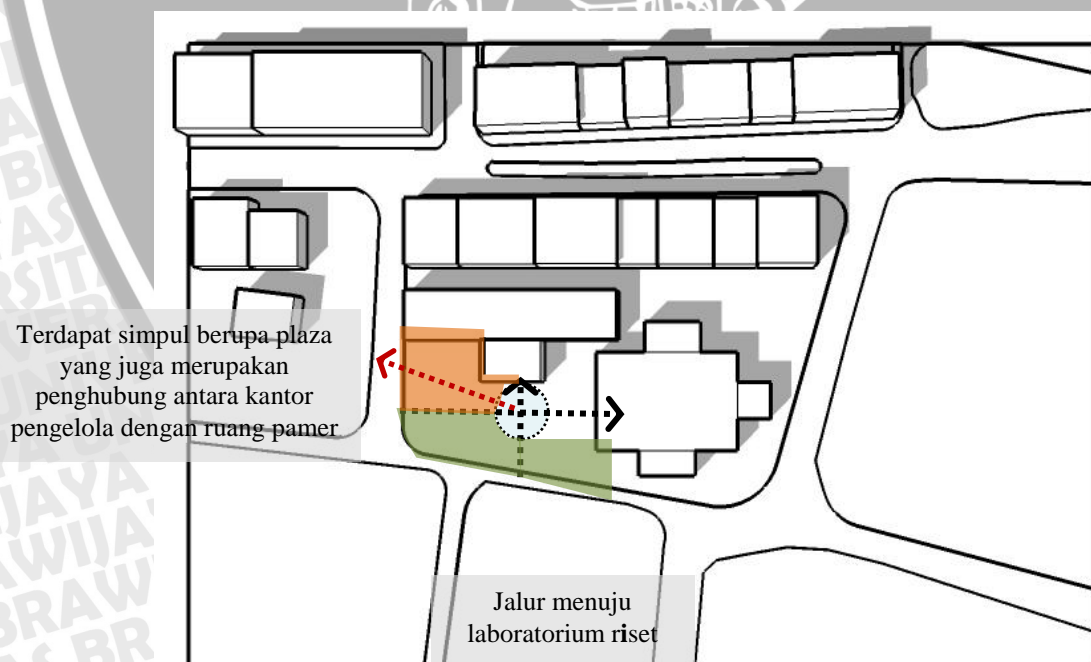 Terdapat simpul berupa plaza
yang juga merupakan
penghubung antara kantor
pengelola dengan ruang pamer
Jalur menuju
laboratorium riset